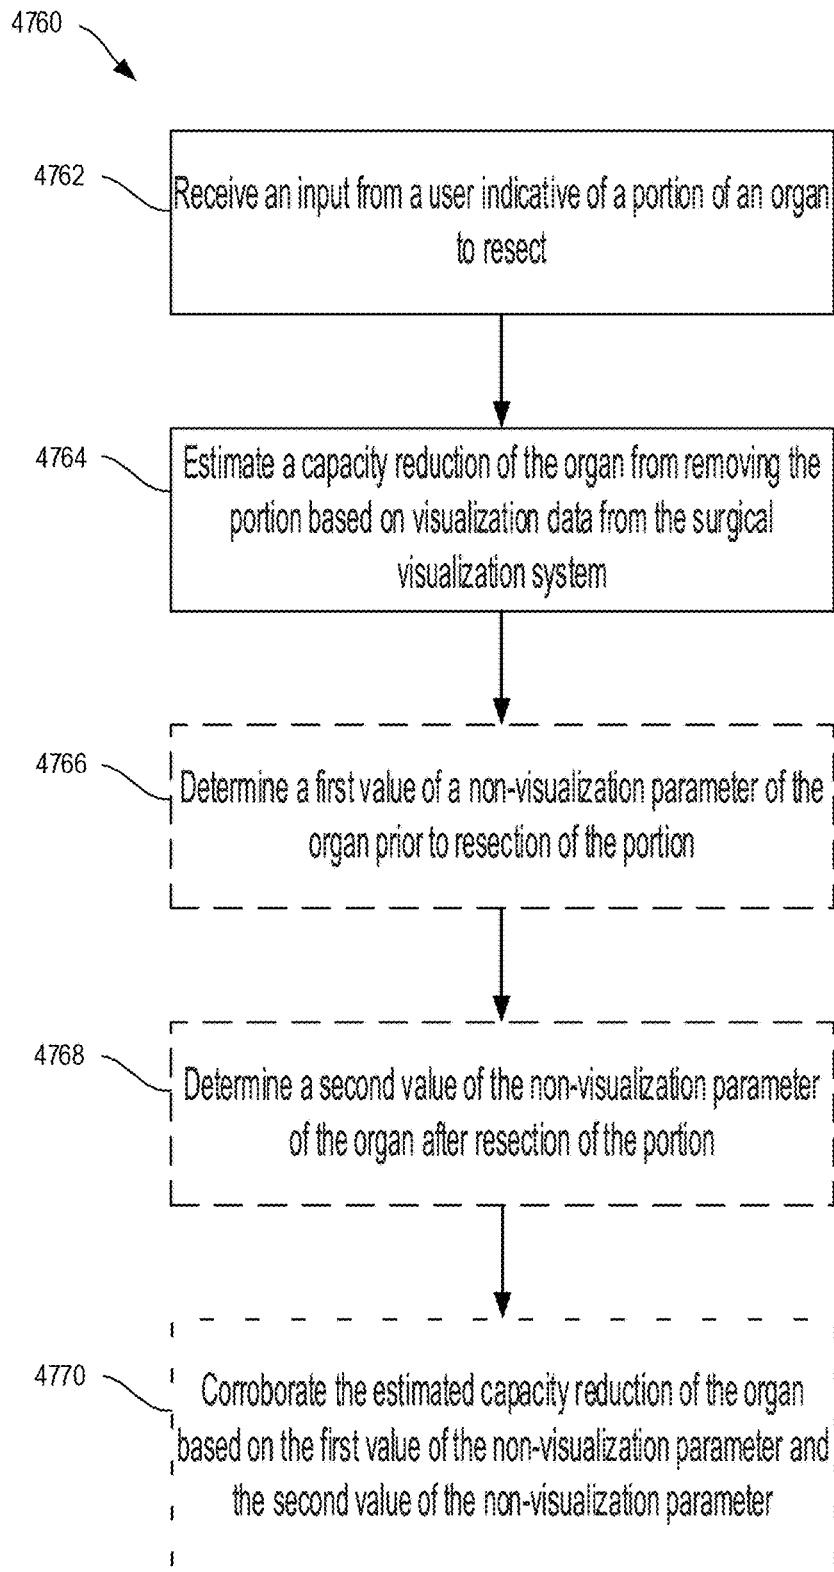 4760
4762
Receive an input from a user indicative of a portion of an organ
to resect
4764
Estimate a capacity reduction of the organ from removing the
portion based on visualization data from the surgical
visualization system
4766
Determine a first value of a non-visualization parameter of the
organ prior to resection of the portion
4768
Determine a second value of the non-visualization parameter
of the organ after resection of the portion
4770
Corroborate the estimated capacity reduction of the organ
based on the first value of the non-visualization parameter and
the second value of the non-visualization parameter